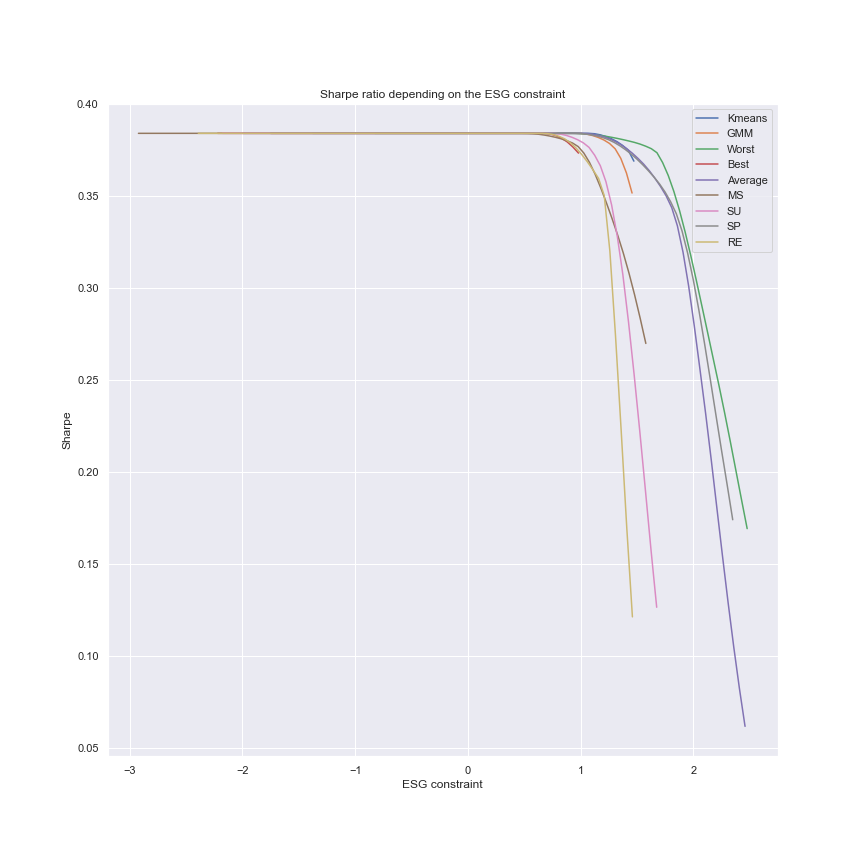 Sharpe ratio depending on the ESG constraint
0.40
0.35
0.30
0.25
0.20
0.15
0.10
0.05
Sharpe
Kmeans
GMM
Worst
Best
Average
MS
SU
SP
RE
−3 −2 −1 0 1 2
ESG constraint